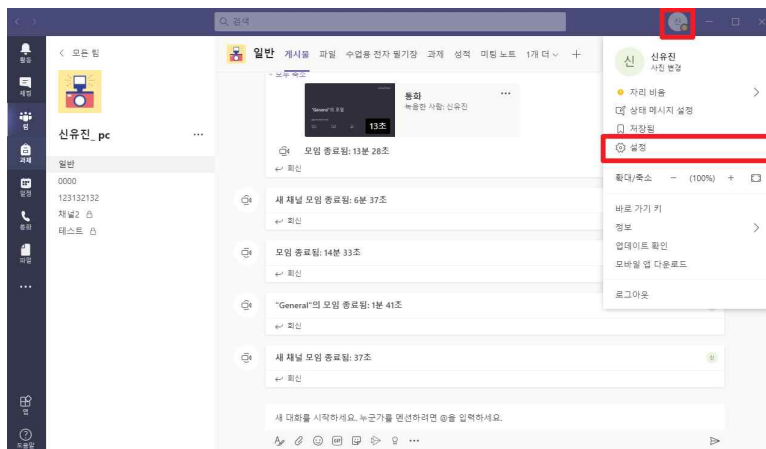 검색
신
활동
채팅
팀
과제
일정
통화
파일
앱
도움말
모든 팀
신유진_ pc
일반
0000
123132132
채널2
테스트
일반 게시물 파일 수업용 전자 필기장 과제 성적 미팅 노트 1개 더
모두 축소
통화
녹음한 사람: 신유진
13초
모임 종료됨: 13분 28초
회신
새 채널 모임 종료됨: 6분 37초
회신
모임 종료됨: 14분 33초
회신
"General"의 모임 종료됨: 1분 41초
회신
새 채널 모임 종료됨: 37초
신
회신
새 대화를 시작하세요. 누군가를 멘션하려면 @을 입력하세요.
GIF
신 신유진
사진 변경
자리 비움
상태 메시지 설정
저장됨
설정
확대/축소 − (100%) +
바로 가기 키
정보
업데이트 확인
모바일 앱 다운로드
로그아웃